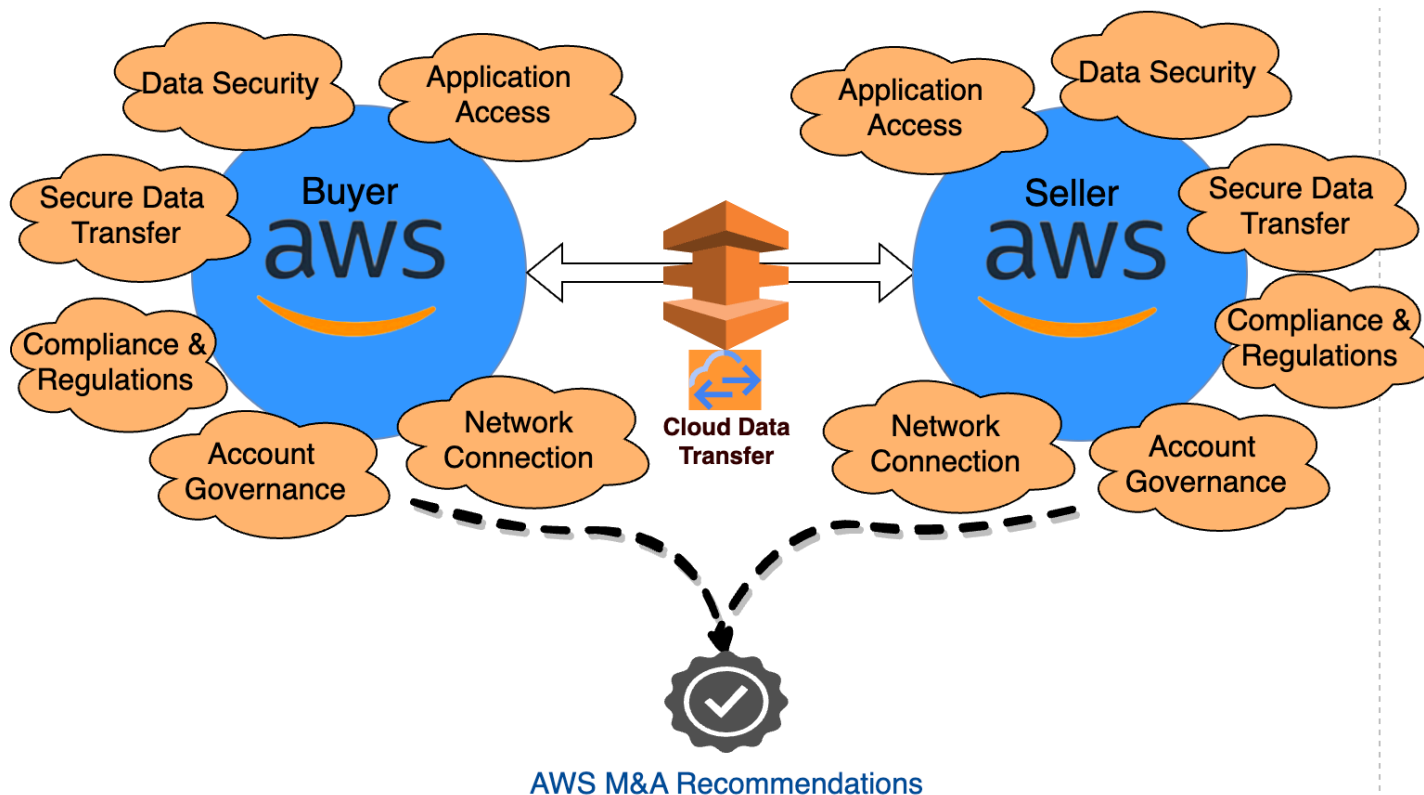 Data Security
Application
Access
Secure Data
Transfer
Buyer
aws
Compliance &
Regulations
Account
Governance
Network
Connection
Cloud Data
Transfer
Application
Access
Data Security
Seller
aws
Secure Data
Transfer
Compliance &
Regulations
Network
Connection
Account
Governance
AWS M&A Recommendations